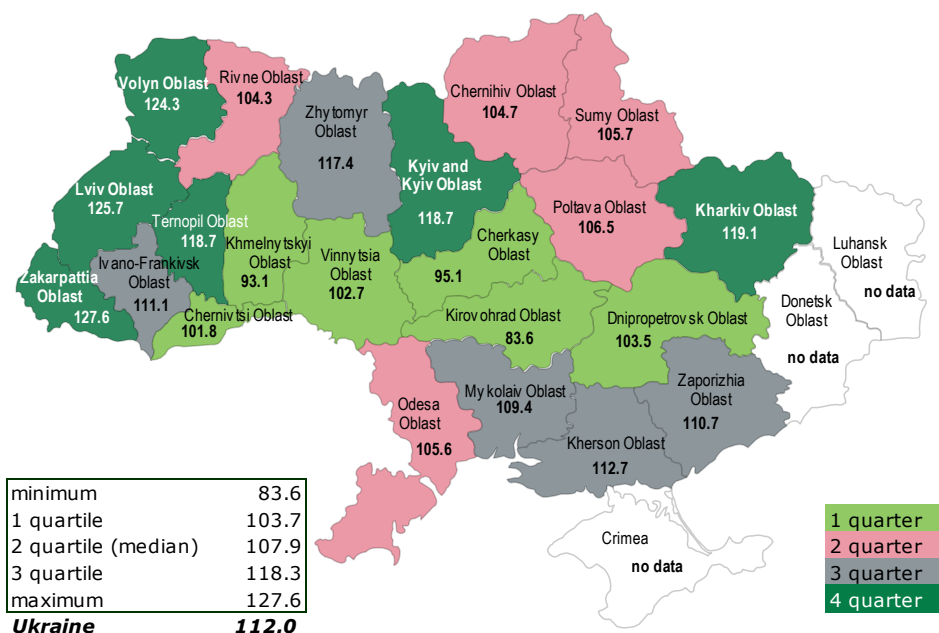 Volyn Oblast
124.3
Rivne Oblast
104.3
Zhytomyr
Oblast
117.4
Chernihiv Oblast
104.7
Sumy Oblast
105.7
Kyiv and
Kyiv Oblast
118.7
Lviv Oblast
125.7
Ternopil Oblast
118.7
Khmelnytskyi
Oblast
93.1
Vinnytsia
Oblast
102.7
Cherkasy
Oblast
95.1
Poltava Oblast
106.5
Kharkiv Oblast
119.1
Luhansk
Oblast
no data
Donetsk
Oblast
no data
Zakarpattia
Oblast
127.6
Ivano-Frankivsk
Oblast
111.1
Chernivtsi Oblast
101.8
Kirovohrad Oblast
83.6
Dnipropetrovsk Oblast
103.5
Odesa
Oblast
105.6
Mykolaiv Oblast
109.4
Kherson Oblast
112.7
Zaporizhia
Oblast
110.7
Crimea
no data
minimum 83.6
1 quartile 103.7
2 quartile (median) 107.9
3 quartile 118.3
maximum 127.6
Ukraine 112.0
1 quarter
2 quarter
3 quarter
4 quarter